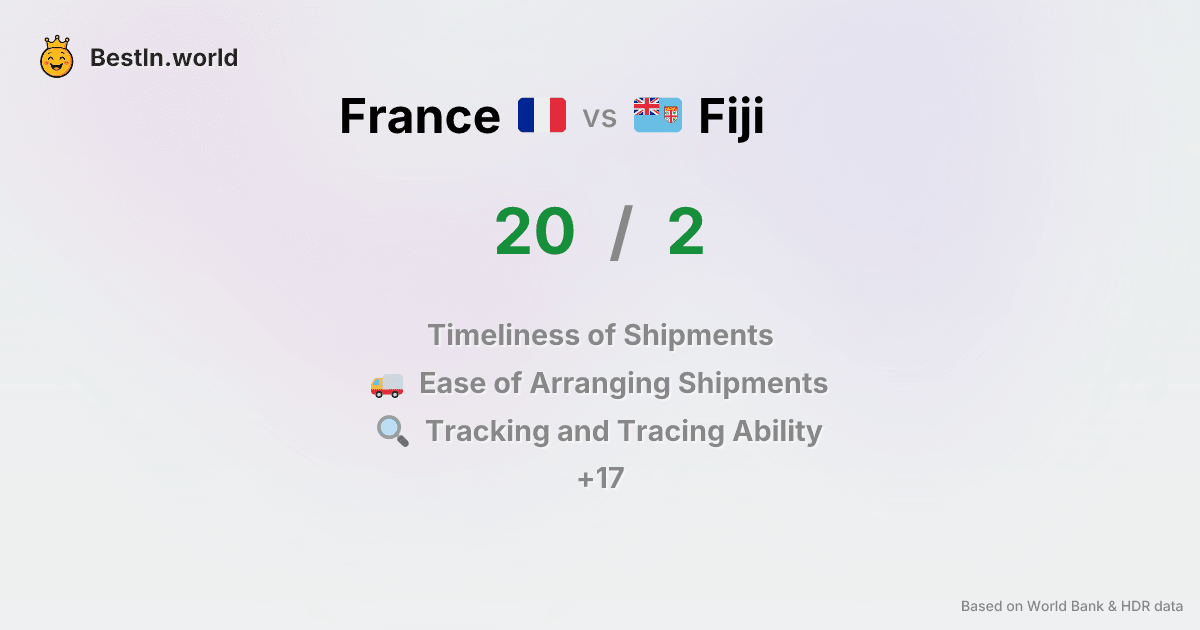 BestIn.world
France vs Fiji
20 / 2
Timeliness of Shipments
Ease of Arranging Shipments
Tracking and Tracing Ability
+17
Based on World Bank & HDR data